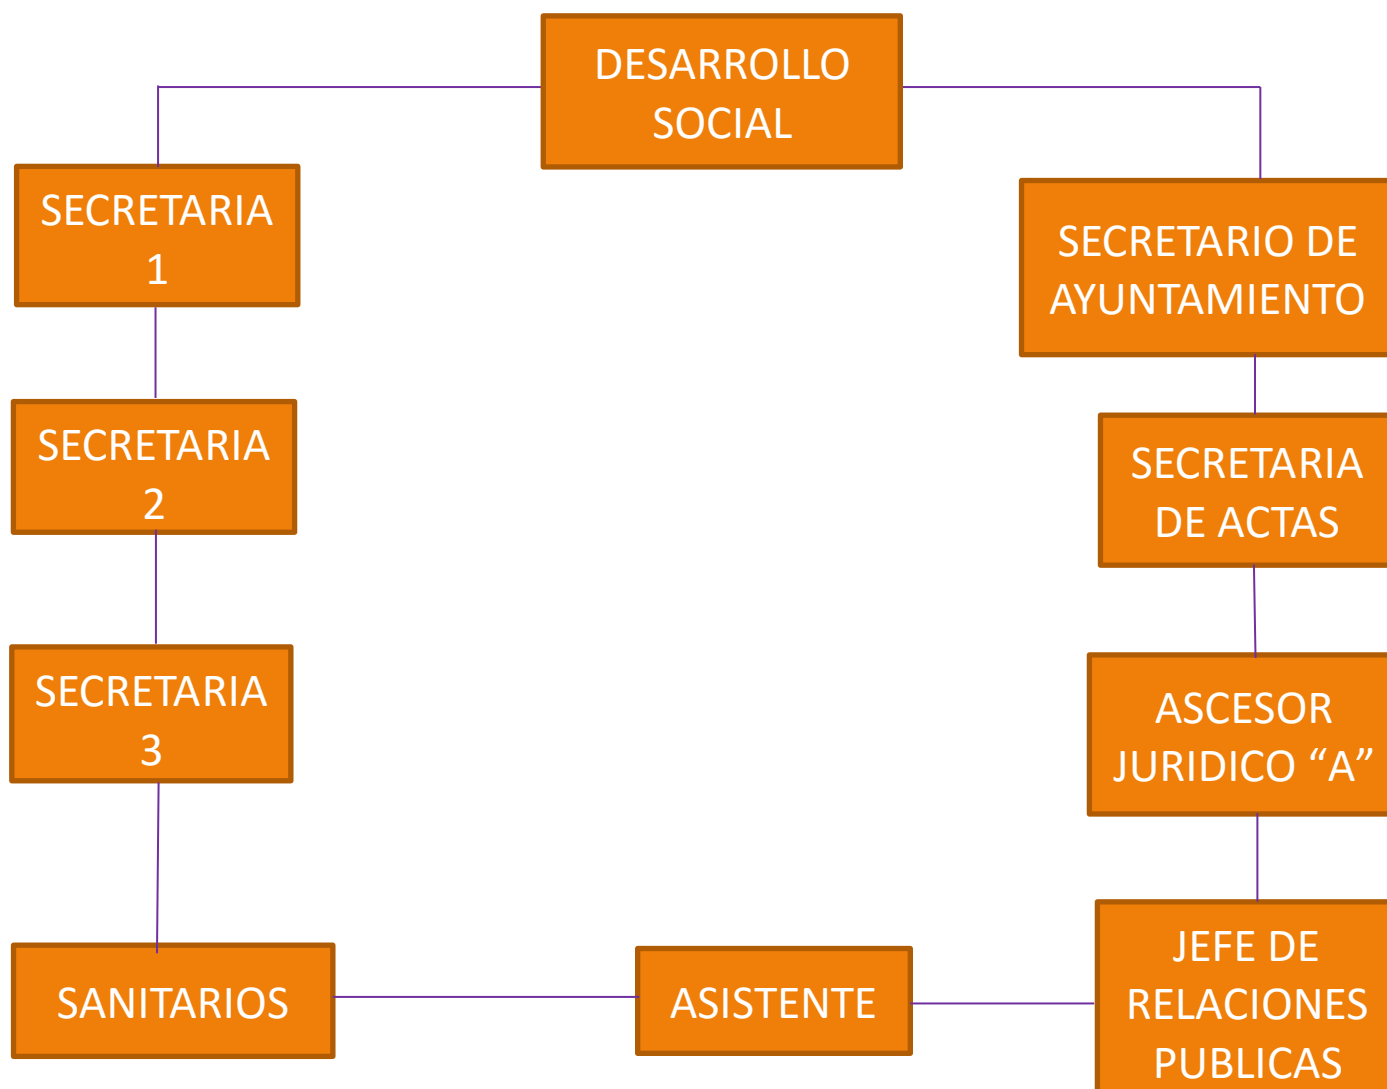 DESARROLLO
SOCIAL
SECRETARIA
1
SECRETARIO DE
AYUNTAMIENTO
SECRETARIA
2
SECRETARIA
DE ACTAS
SECRETARIA
3
ASCESOR
JURIDICO “A”
SANITARIOS
ASISTENTE
JEFE DE
RELACIONES
PUBLICAS